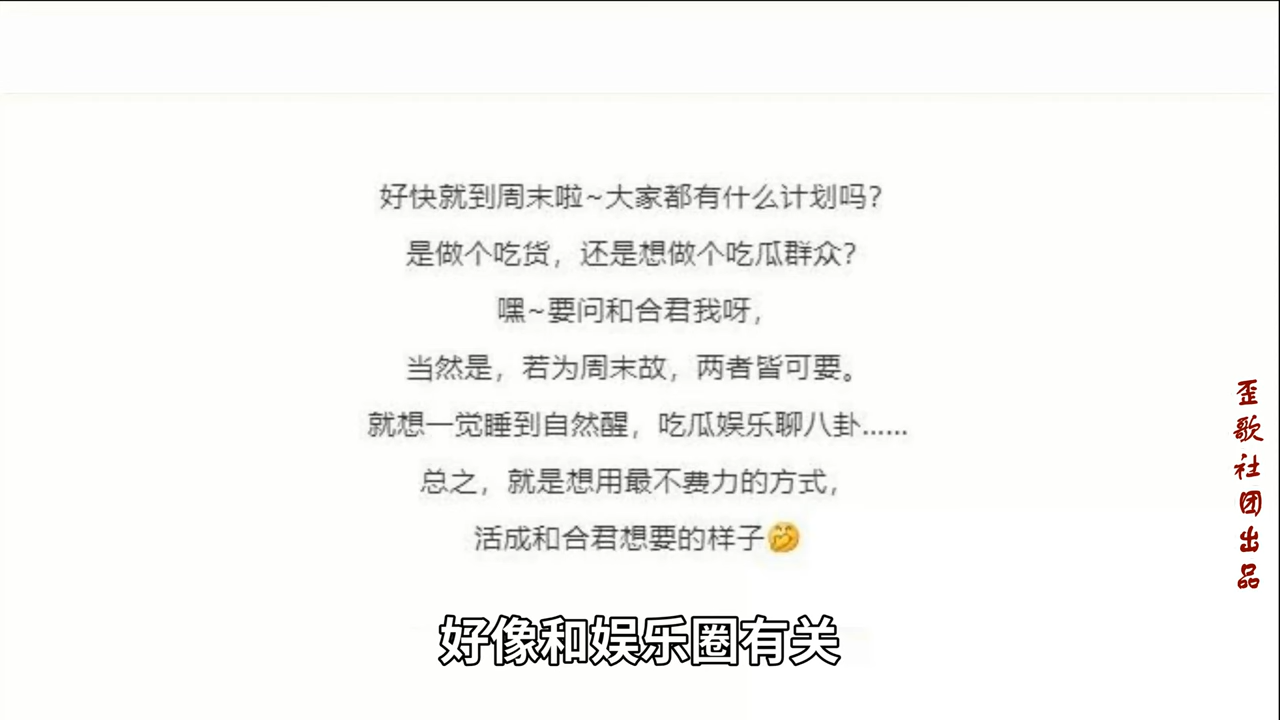 好快就到周末啦~大家都有什么计划吗？
是做个吃货，还是想做个吃瓜群众？
嘿~要问和合君我呀，
当然是，若为周末故，两者皆可要。
就想一觉睡到自然醒，吃瓜娱乐聊八卦……
总之，就是想用最不费力的方式，
活成和合君想要的样子🤣
好像和娱乐圈有关
歪歌社团出品